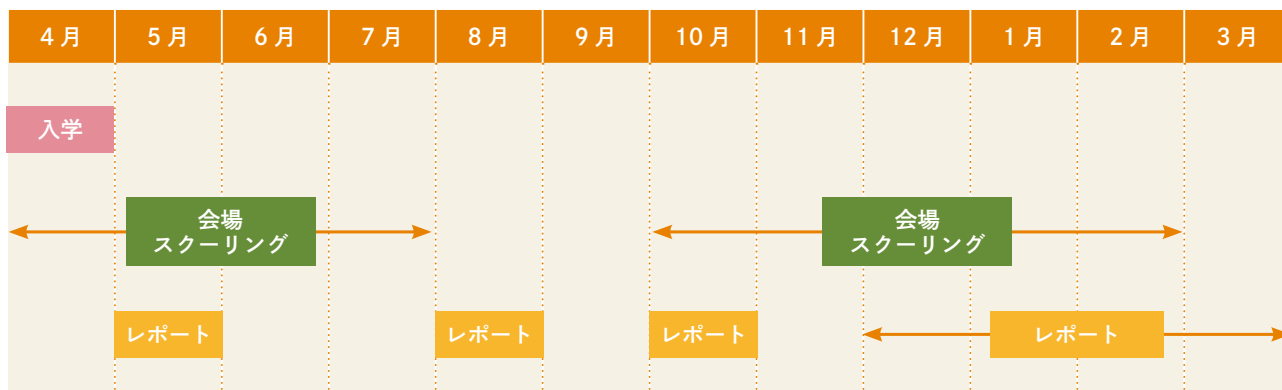 4月 5月 6月 7月 8月 9月 10月 11月 12月 1月 2月 3月
入学
会場
スクーリング
会場
スクーリング
レポート レポート レポート レポート